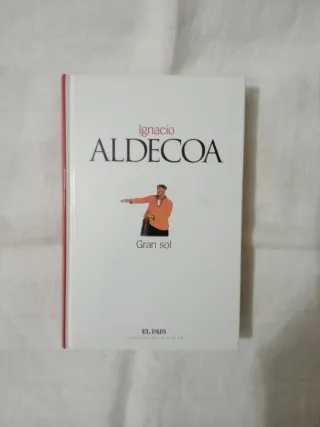 Ignacio
ALDECOA
Gran sol
EL PAIS